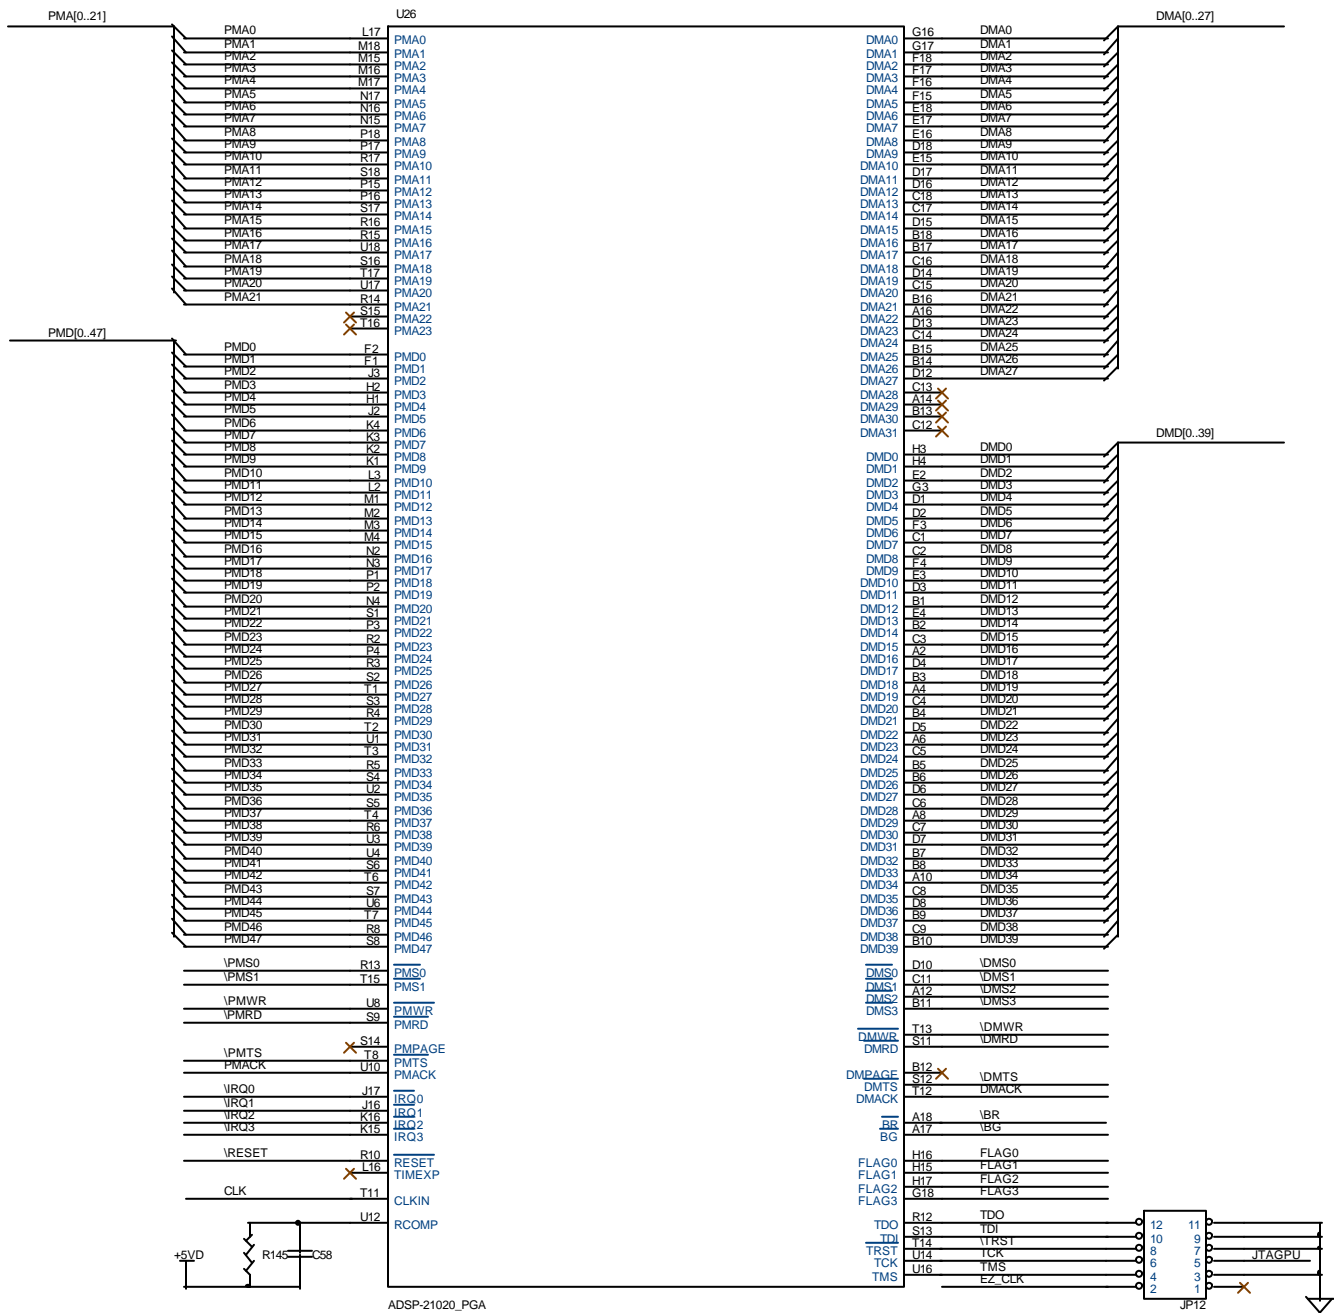 PMA[0..21] U26 DMA[0..27]
PMA0 L17 PMA0 DMA0 G16 DMA0
PMA1 M18 PMA1 DMA1 G17 DMA1
PMA2 M15 PMA2 DMA2 F18 DMA2
PMA3 M16 PMA3 DMA3 F17 DMA3
PMA4 M17 PMA4 DMA4 F16 DMA4
PMA5 N17 PMA5 DMA5 F15 DMA5
PMA6 N16 PMA6 DMA6 E18 DMA6
PMA7 N15 PMA7 DMA7 E17 DMA7
PMA8 P18 PMA8 DMA8 E16 DMA8
PMA9 P17 PMA9 DMA9 D18 DMA9
PMA10 R17 PMA10 DMA10 E15 DMA10
PMA11 S18 PMA11 DMA11 D17 DMA11
PMA12 P15 PMA12 DMA12 D16 DMA12
PMA13 P16 PMA13 DMA13 C18 DMA13
PMA14 S17 PMA14 DMA14 C17 DMA14
PMA15 R16 PMA15 DMA15 D15 DMA15
PMA16 R15 PMA16 DMA16 B18 DMA16
PMA17 U18 PMA17 DMA17 B17 DMA17
PMA18 S16 PMA18 DMA18 C16 DMA18
PMA19 T17 PMA19 DMA19 D14 DMA19
PMA20 U17 PMA20 DMA20 C15 DMA20
PMA21 R14 PMA21 DMA21 B16 DMA21
S15 PMA22 DMA22 A16 DMA22
T16 PMA23 DMA23 D13 DMA23
PMD[0..47] DMA24 C14 DMA24
PMD0 F2 PMD0 DMA25 B15 DMA25
PMD1 F1 PMD1 DMA26 B14 DMA26
PMD2 J3 PMD2 DMA27 D12 DMA27
PMD3 H2 PMD3 DMA28 C13
PMD4 H1 PMD4 DMA29 A14
PMD5 J2 PMD5 DMA30 B13
PMD6 K4 PMD6 DMA31 C12
DMD[0..39]
PMD7 K3 PMD7 DMD0 H3 DMD0
PMD8 K2 PMD8 DMD1 H4 DMD1
PMD9 K1 PMD9 DMD2 E2 DMD2
PMD10 L3 PMD10 DMD3 G3 DMD3
PMD11 L2 PMD11 DMD4 D1 DMD4
PMD12 M1 PMD12 DMD5 D2 DMD5
PMD13 M2 PMD13 DMD6 F3 DMD6
PMD14 M3 PMD14 DMD7 C1 DMD7
PMD15 M4 PMD15 DMD8 C2 DMD8
PMD16 N2 PMD16 DMD9 F4 DMD9
PMD17 N3 PMD17 DMD10 E3 DMD10
PMD18 P1 PMD18 DMD11 D3 DMD11
PMD19 P2 PMD19 DMD12 B1 DMD12
PMD20 N4 PMD20 DMD13 E4 DMD13
PMD21 S1 PMD21 DMD14 B2 DMD14
PMD22 P3 PMD22 DMD15 C3 DMD15
PMD23 R2 PMD23 DMD16 A2 DMD16
PMD24 P4 PMD24 DMD17 D4 DMD17
PMD25 R3 PMD25 DMD18 B3 DMD18
PMD26 S2 PMD26 DMD19 A4 DMD19
PMD27 T1 PMD27 DMD20 C4 DMD20
PMD28 S3 PMD28 DMD21 B4 DMD21
PMD29 R4 PMD29 DMD22 D5 DMD22
PMD30 T2 PMD30 DMD23 A6 DMD23
PMD31 U1 PMD31 DMD24 C5 DMD24
PMD32 T3 PMD32 DMD25 B5 DMD25
PMD33 R5 PMD33 DMD26 B6 DMD26
PMD34 S4 PMD34 DMD27 D6 DMD27
PMD35 U2 PMD35 DMD28 C6 DMD28
PMD36 S5 PMD36 DMD29 A8 DMD29
PMD37 T4 PMD37 DMD30 C7 DMD30
PMD38 R6 PMD38 DMD31 D7 DMD31
PMD39 U3 PMD39 DMD32 B7 DMD32
PMD40 U4 PMD40 DMD33 B8 DMD33
PMD41 S6 PMD41 DMD34 A10 DMD34
PMD42 T6 PMD42 DMD35 C8 DMD35
PMD43 S7 PMD43 DMD36 D8 DMD36
PMD44 U6 PMD44 DMD37 B9 DMD37
PMD45 T7 PMD45 DMD38 C9 DMD38
PMD46 R8 PMD46 DMD39 B10 DMD39
PMD47 S8 PMD47
\PMS0 R13 PMS0 DMS0 D10 \DMS0
\PMS1 T15 PMS1 DMS1 C11 \DMS1
DMS2 A12 \DMS2
\PMWR U8 PMWR DMS3 B11 \DMS3
\PMRD S9 PMRD
DMWR T13 \DMWR
S14 PMPAGE DMRD S11 \DMRD
\PMTS T8 PMTS DMPAGE B12
PMACK U10 PMACK DMTS S12 \DMTS
DMACK T12 DMACK
\IRQ0 J17 IRQ0
\IRQ1 J16 IRQ1
\IRQ2 K16 IRQ2 BR A18 \BR
\IRQ3 K15 IRQ3 BG A17 \BG
\RESET R10 RESET FLAG0 H16 FLAG0
L16 TIMEXP FLAG1 H15 FLAG1
FLAG2 H17 FLAG2
CLK T11 CLKIN FLAG3 G18 FLAG3
U12 RCOMP TDO R12 TDO 12 11
TDI S13 TDI 10 9
TRST T14 \TRST 8 7
+5VD R145 C58 TCK U14 TCK 6 5 JTAGPU
TMS U16 TMS 4 3
EZ_CLK 2 1
ADSP-21020_PGA JP12